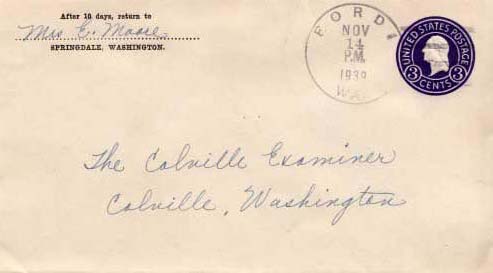 After 10 days, return to
Mrs E. Moore
SPRINGDALE, WASHINGTON.
FORD
NOV
14
P.M.
1939
WA
UNITED STATES POSTAGE
3 CENTS 3
The Colville Examiner
Colville, Washington